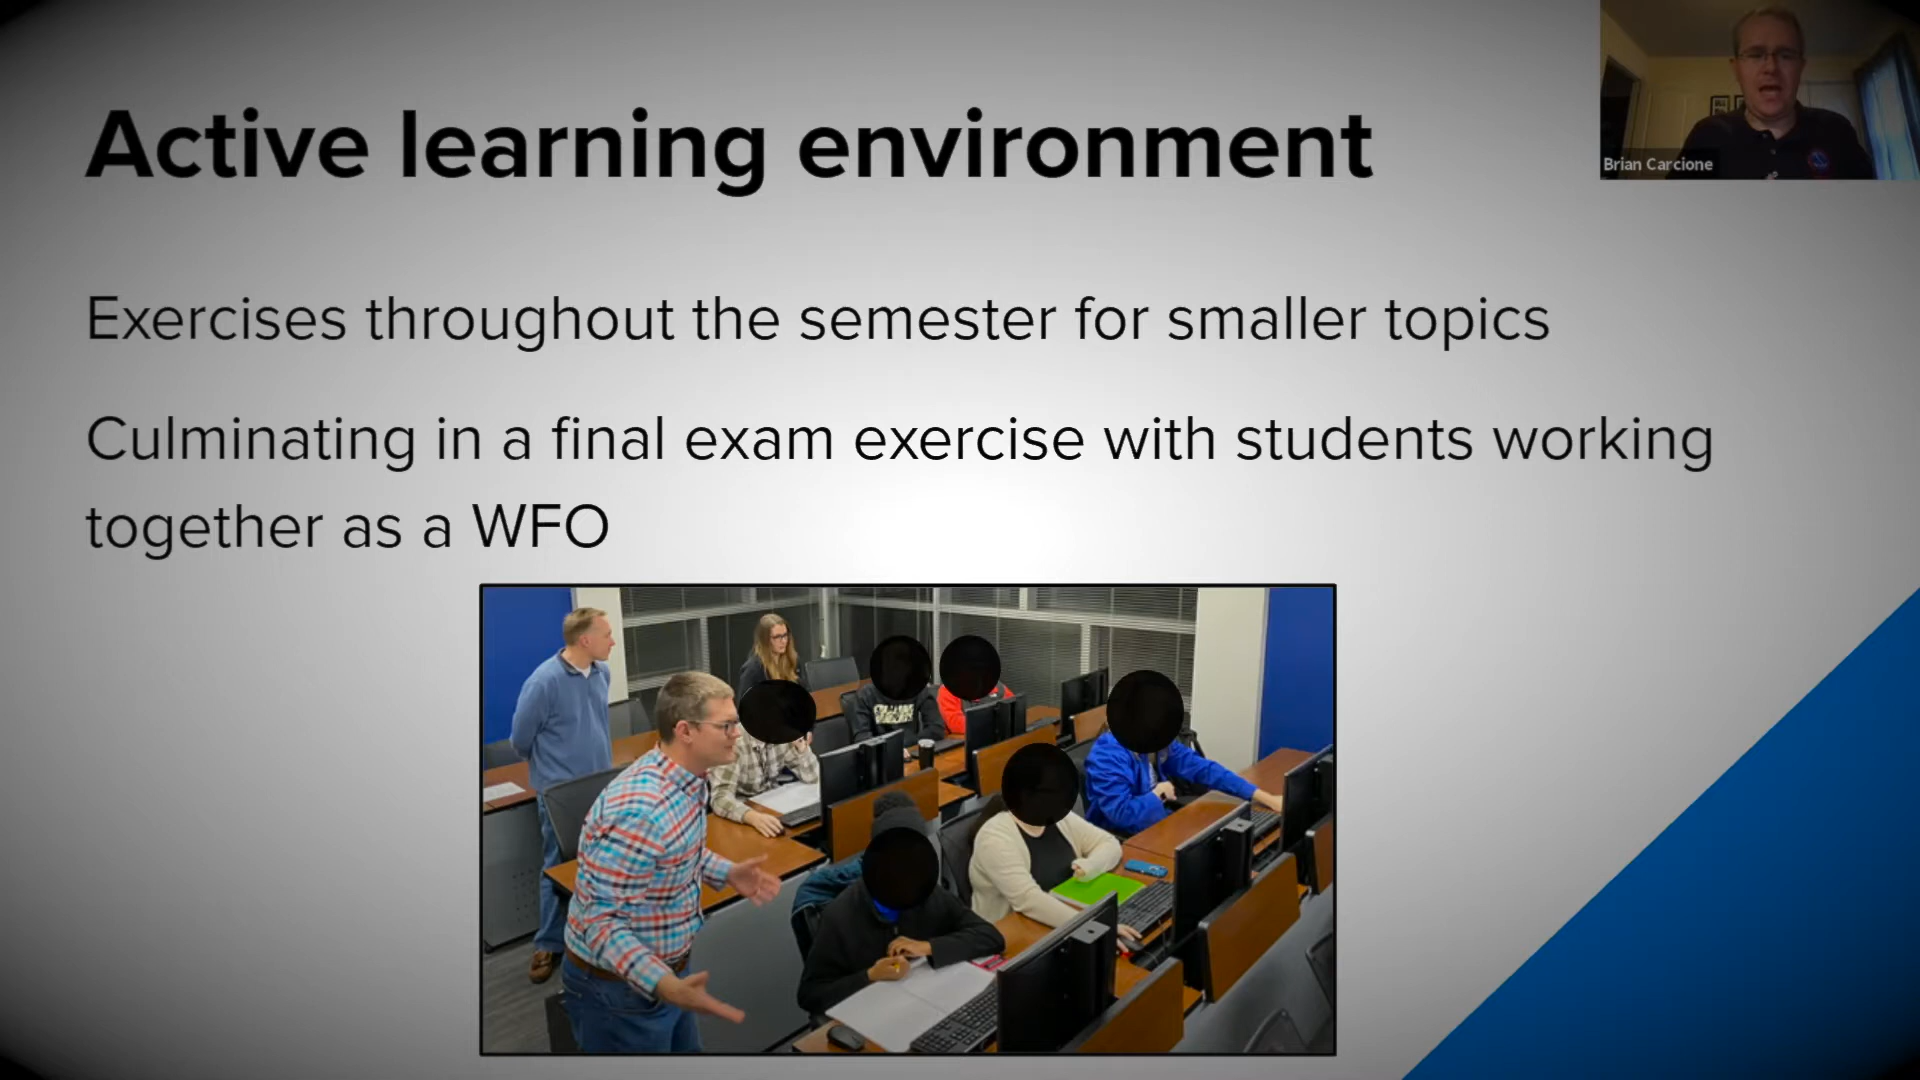 Active learning environment
Brian Carcione
Exercises throughout the semester for smaller topics
Culminating in a final exam exercise with students working
together as a WFO